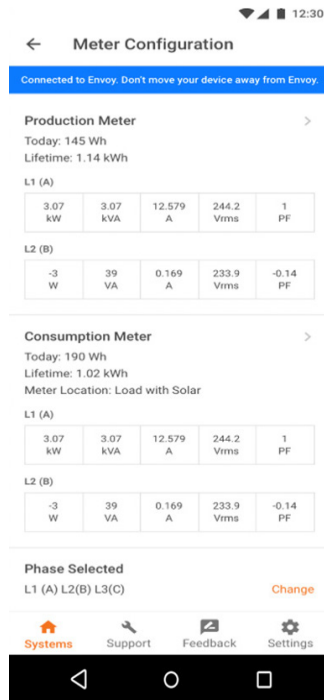 12:30
Meter Configuration
Connected to Envoy. Don't move your device away from Envoy.
Production Meter
Today: 145 Wh
Lifetime: 1.14 kWh
L1 (A)
3.07 3.07 12.579 244.2 1
kW kVA A Vrms PF
L2 (B)
-3 39 0.169 233.9 -0.14
W VA A Vrms PF
Consumption Meter
Today: 190 Wh
Lifetime: 1.02 kWh
Meter Location: Load with Solar
L1 (A)
3.07 3.07 12.579 244.2 1
kW kVA A Vrms PF
L2 (B)
-3 39 0.169 233.9 -0.14
W VA A Vrms PF
Phase Selected
L1 (A) L2(B) L3(C) Change
Systems Support Feedback Settings